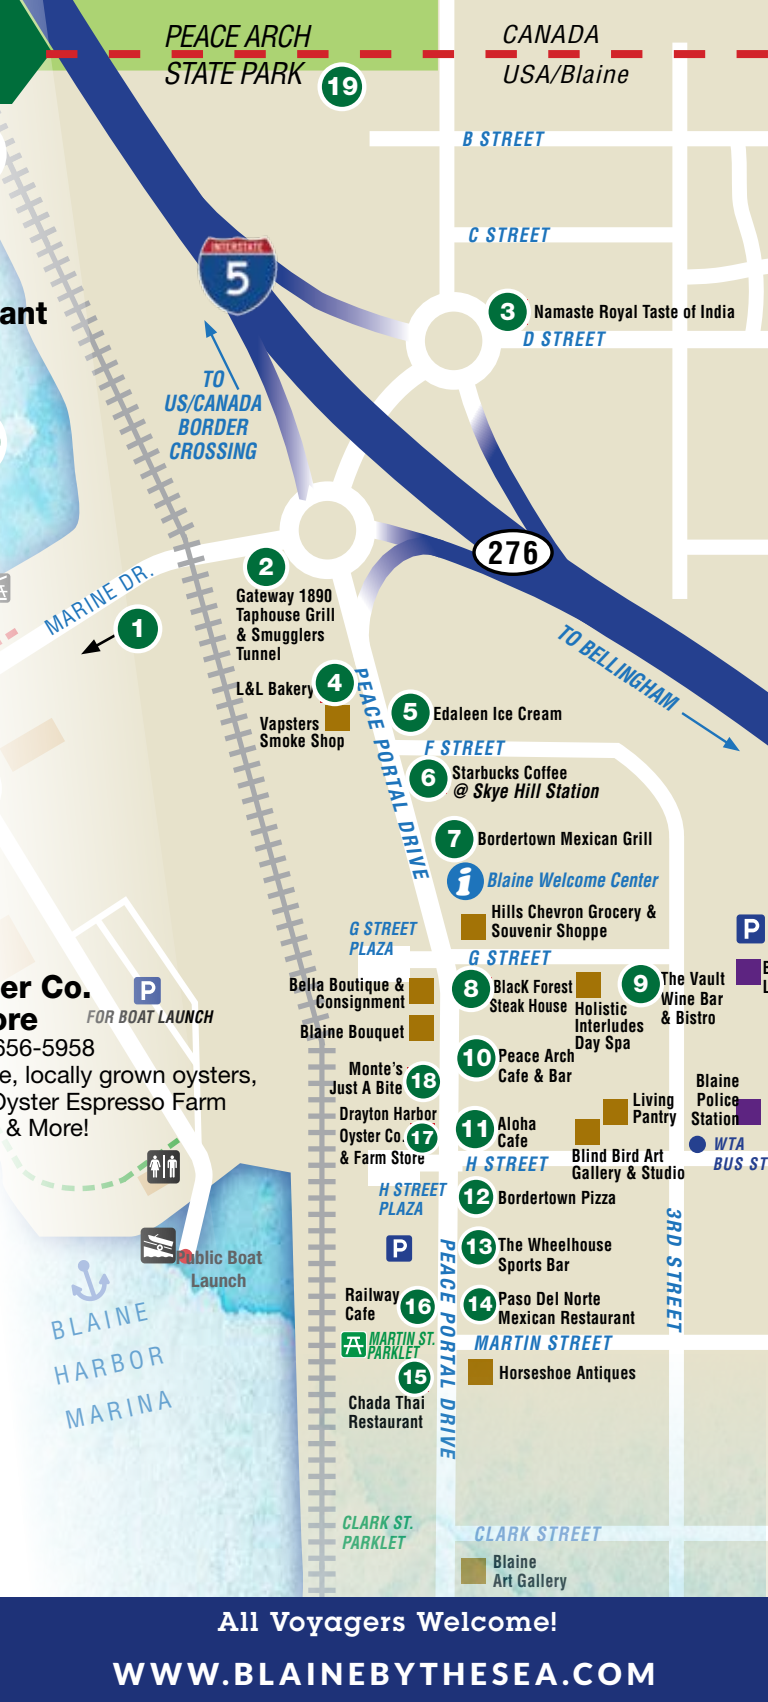 PEACE ARCH
STATE PARK
19
CANADA
USA/Blaine
B STREET
C STREET
INTERSTATE
5
ant
3
Namaste Royal Taste of India
D STREET
TO
US/CANADA
BORDER
CROSSING
276
MARINE DR.
2
Gateway 1890
Taphouse Grill
& Smugglers
Tunnel
1
TO BELLINGHAM
L&L Bakery
4
Vapsters
Smoke Shop
PEACE PORTAL DRIVE
5
Edaleen Ice Cream
F STREET
6
Starbucks Coffee
@ Skye Hill Station
7
Bordertown Mexican Grill
i
Blaine Welcome Center
Hills Chevron Grocery &
Souvenir Shoppe
P
G STREET
PLAZA
G STREET
er Co.
ore
656-5958
e, locally grown oysters,
Oyster Espresso Farm
& More!
P
FOR BOAT LAUNCH
Bella Boutique &
Consignment
8
BlacK Forest
Steak House
Holistic
Interludes
Day Spa
9
The Vault
Wine Bar
& Bistro
Blaine Bouquet
Monte's
Just A Bite
18
10
Peace Arch
Cafe & Bar
Drayton Harbor
Oyster Co.
& Farm Store
17
11
Aloha
Cafe
Living
Pantry
Blaine
Police
Station
Blind Bird Art
Gallery & Studio
WTA
BUS ST
H STREET
H STREET
PLAZA
12
Bordertown Pizza
P
13
The Wheelhouse
Sports Bar
3RD STREET
Public Boat
Launch
BLAINE
HARBOR
MARINA
Railway
Cafe
16
14
Paso Del Norte
Mexican Restaurant
PEACE PORTAL DRIVE
MARTIN ST.
PARKLET
MARTIN STREET
15
Chada Thai
Restaurant
Horseshoe Antiques
CLARK ST.
PARKLET
CLARK STREET
Blaine
Art Gallery
All Voyagers Welcome!
WWW.BLAINEBYTHESEA.COM